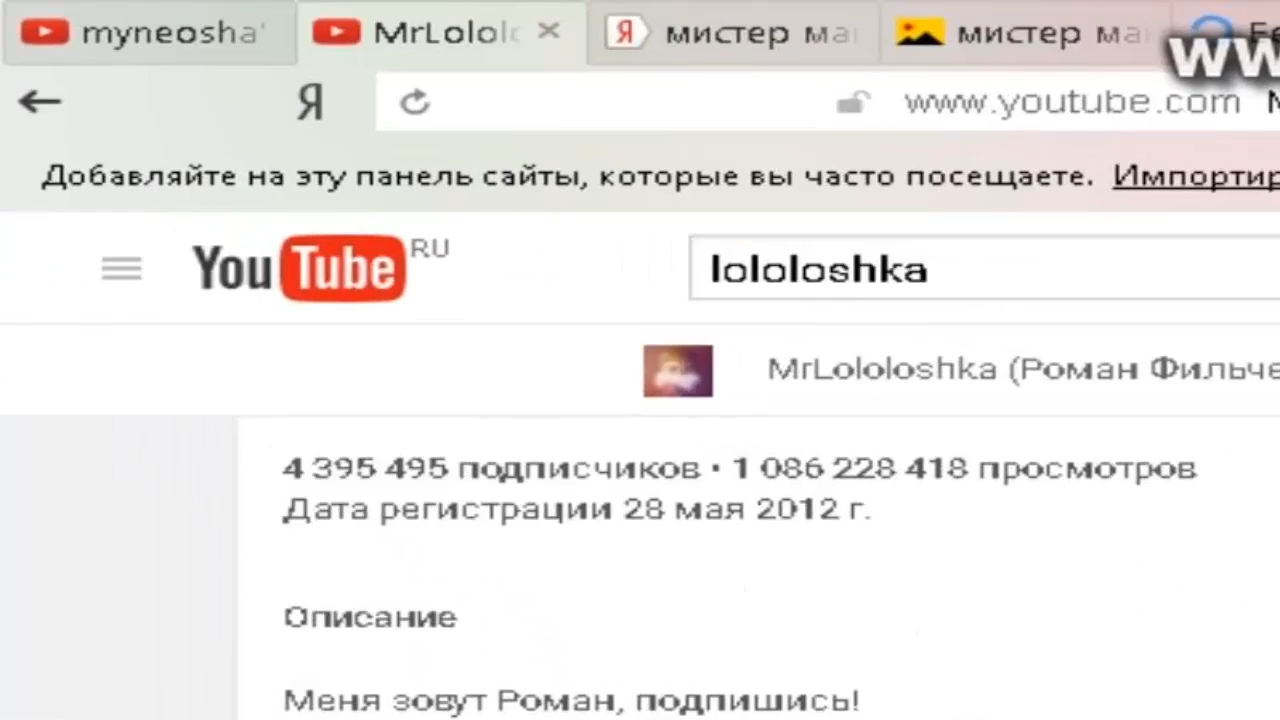 myneosha
MrLolol
мистер ма
мистер ма
ww
Я
www.youtube.com
Добавляйте на эту панель сайты, которые вы часто посещаете. Импортир
YouTube RU
lololoshka
MrLololoshka (Роман Фильче
4 395 495 подписчиков • 1 086 228 418 просмотров
Дата регистрации 28 мая 2012 г.
Описание
Меня зовут Роман, подпишись!